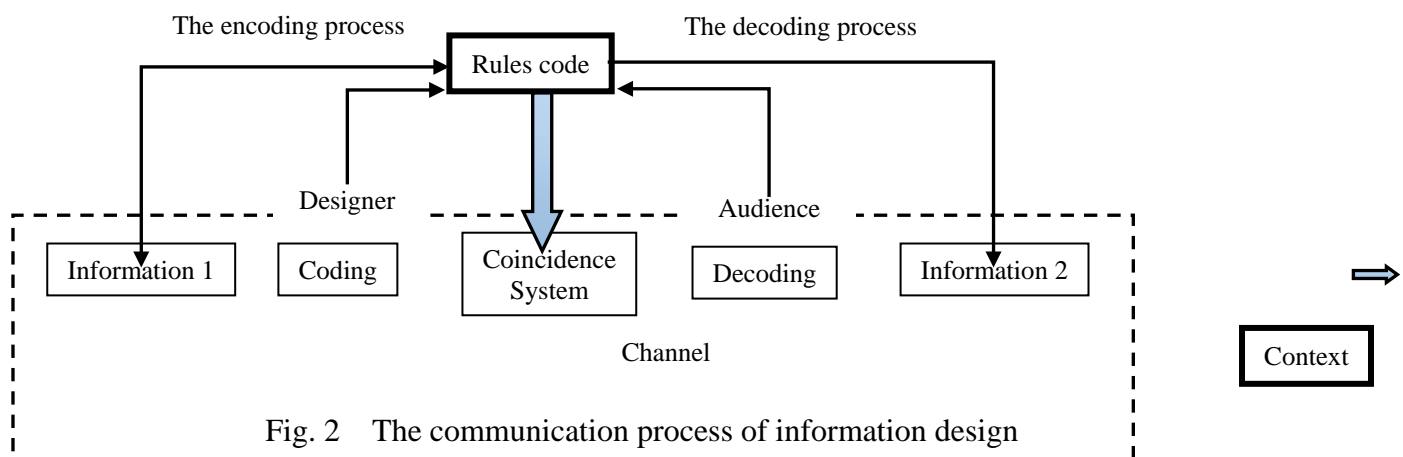 The encoding process
The decoding process
Rules code
Designer
Audience
Information 1
Coding
Coincidence
System
Decoding
Information 2
Channel
Context
Fig. 2 The communication process of information design